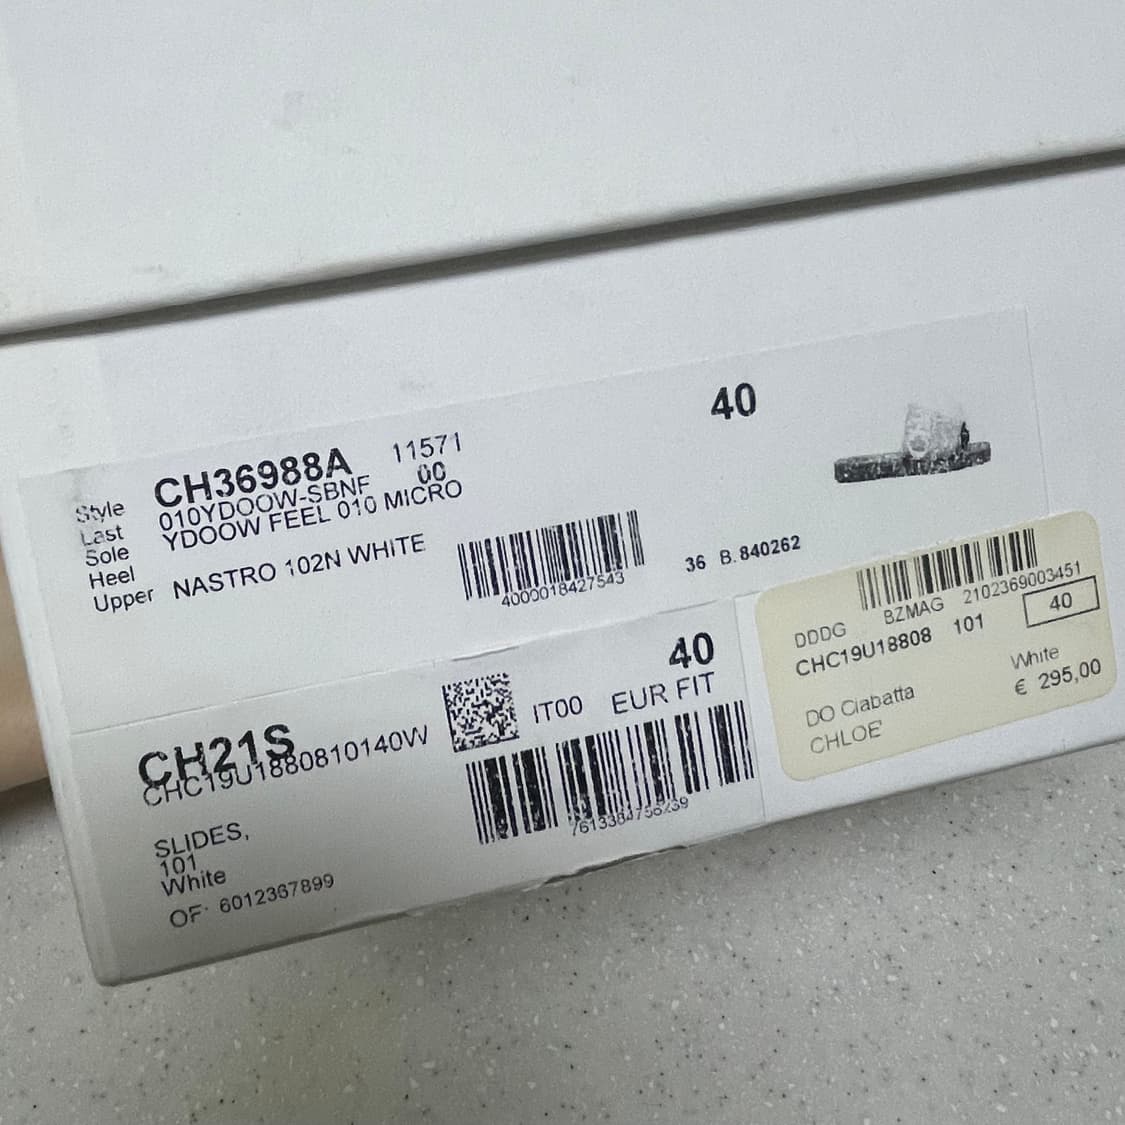 40
Style CH36988A 11571
Last 010YDOOW-SBNF 00
Sole YDOOW FEEL 010 MICRO
Heel
Upper NASTRO 102N WHITE
4000018427543
36 B.840262
40
CH21S
CHC19U1880810140W
IT00 EUR FIT
SLIDES,
101
White
OF: 6012367899
DDDG BZMAG 2102369003451
CHC19U18808 101 40
White
DO Ciabatta € 295,00
CHLOE'